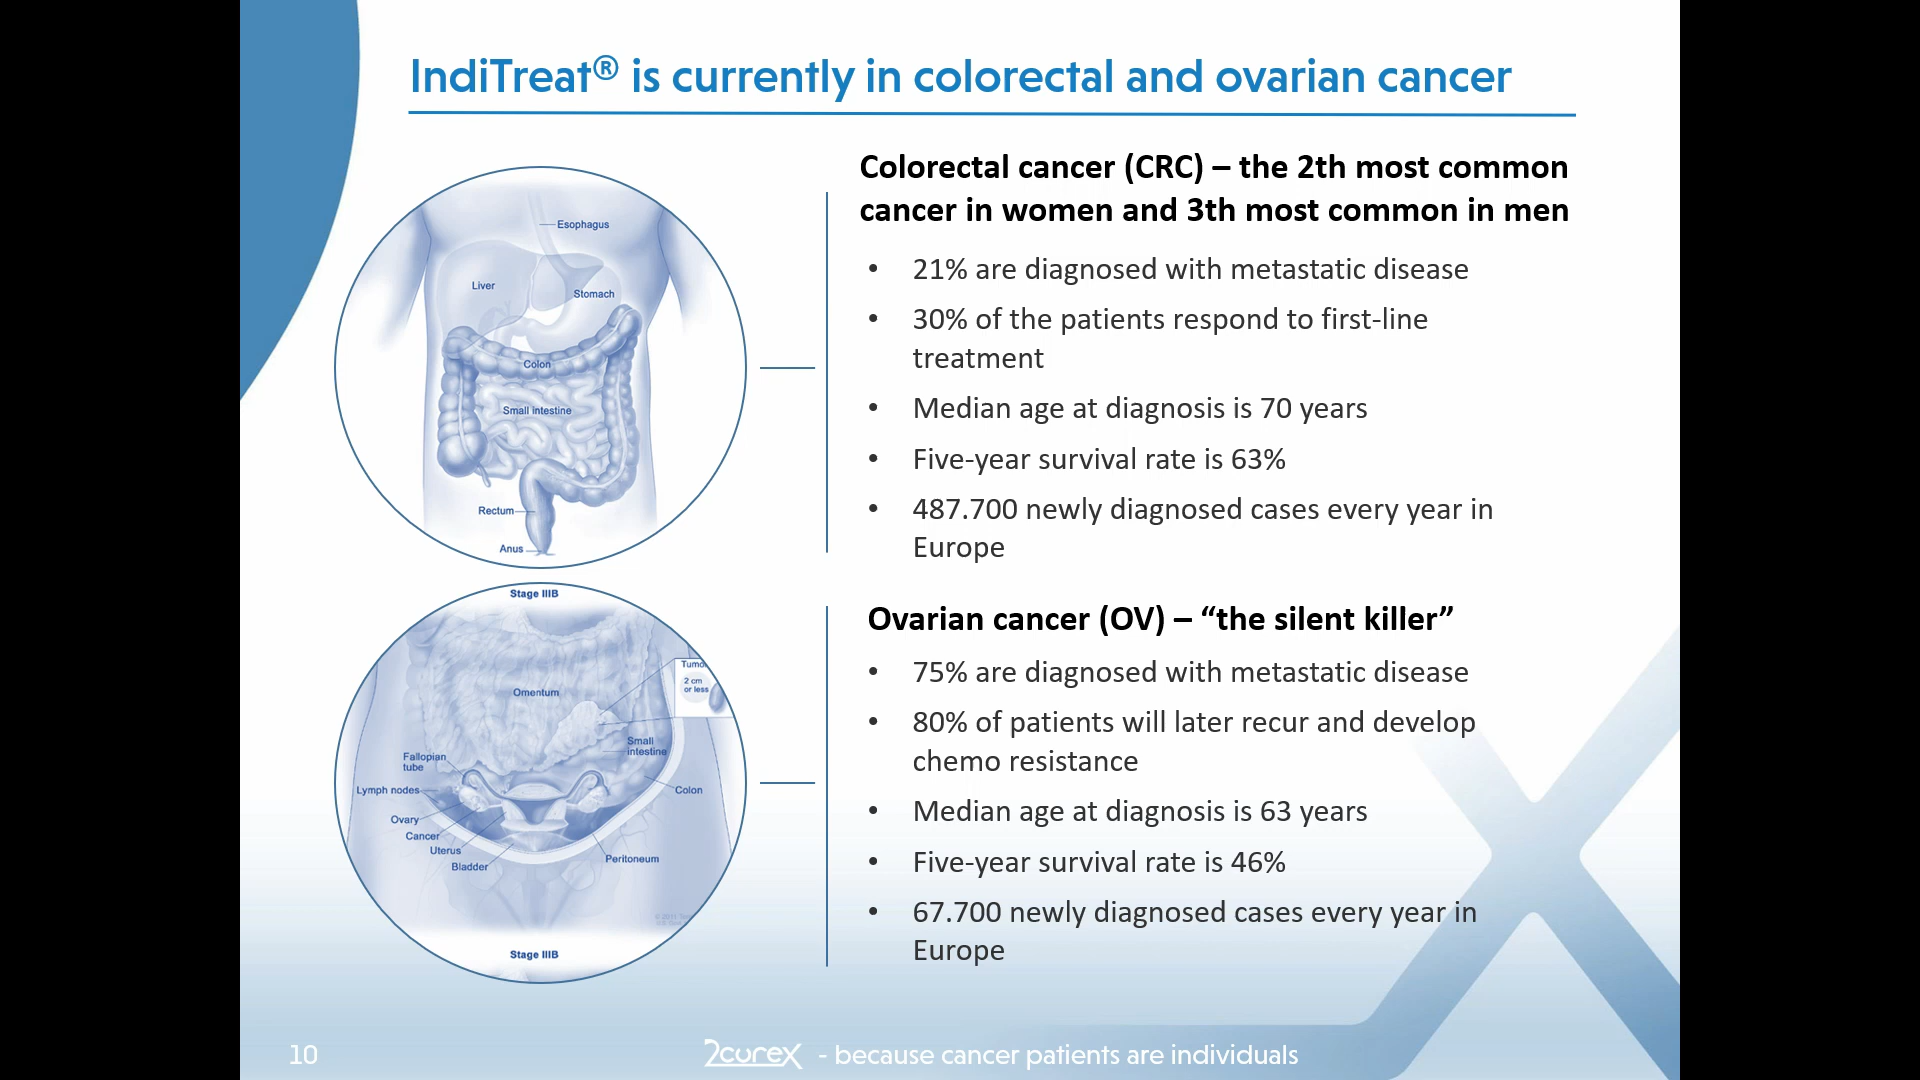 IndiTreat® is currently in colorectal and ovarian cancer
Esophagus
Liver
Stomach
Colon
Small intestine
Rectum
Anus
Colorectal cancer (CRC) – the 2th most common
cancer in women and 3th most common in men
• 21% are diagnosed with metastatic disease
• 30% of the patients respond to first-line
treatment
• Median age at diagnosis is 70 years
• Five-year survival rate is 63%
• 487.700 newly diagnosed cases every year in
Europe
Stage IIIB
Omentum
2 cm
or less
Small
intestine
Fallopian
tube
Lymph nodes
Colon
Ovary
Cancer
Uterus
Bladder
Peritoneum
Stage IIIB
Ovarian cancer (OV) – “the silent killer”
• 75% are diagnosed with metastatic disease
• 80% of patients will later recur and develop
chemo resistance
• Median age at diagnosis is 63 years
• Five-year survival rate is 46%
• 67.700 newly diagnosed cases every year in
Europe
10
2cureX - because cancer patients are individuals